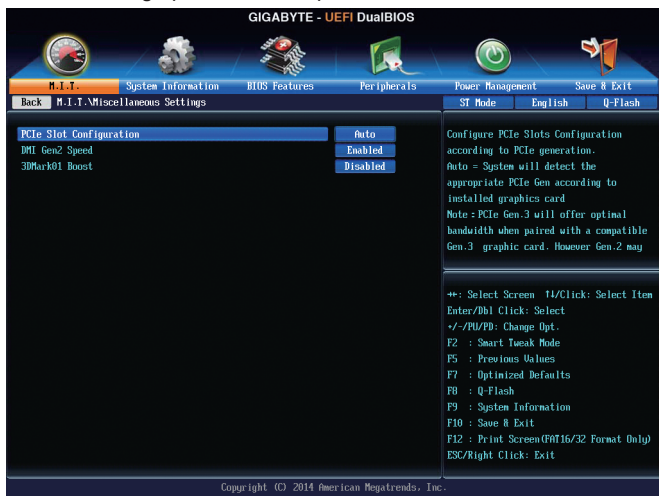 GIGABYTE - UEFI DualBIOS
M.I.T. System Information BIOS Features Peripherals Power Management Save & Exit
Back M.I.T.\Miscellaneous Settings ST Mode English Q-Flash
PCIe Slot Configuration Auto
DMI Gen2 Speed Enabled
3DMark01 Boost Disabled
Configure PCIe Slots Configuration
according to PCIe generation.
Auto = System will detect the
appropriate PCIe Gen according to
installed graphics card
Note : PCIe Gen.3 will offer optimal
bandwidth when paired with a compatible
Gen.3 graphic card. However Gen.2 may
→←: Select Screen ↑↓/Click: Select Item
Enter/Dbl Click: Select
+/-/PU/PD: Change Opt.
F2 : Smart Tweak Mode
F5 : Previous Values
F7 : Optimized Defaults
F8 : Q-Flash
F9 : System Information
F10 : Save & Exit
F12 : Print Screen(FAT16/32 Format Only)
ESC/Right Click: Exit
Copyright (C) 2014 American Megatrends, Inc.